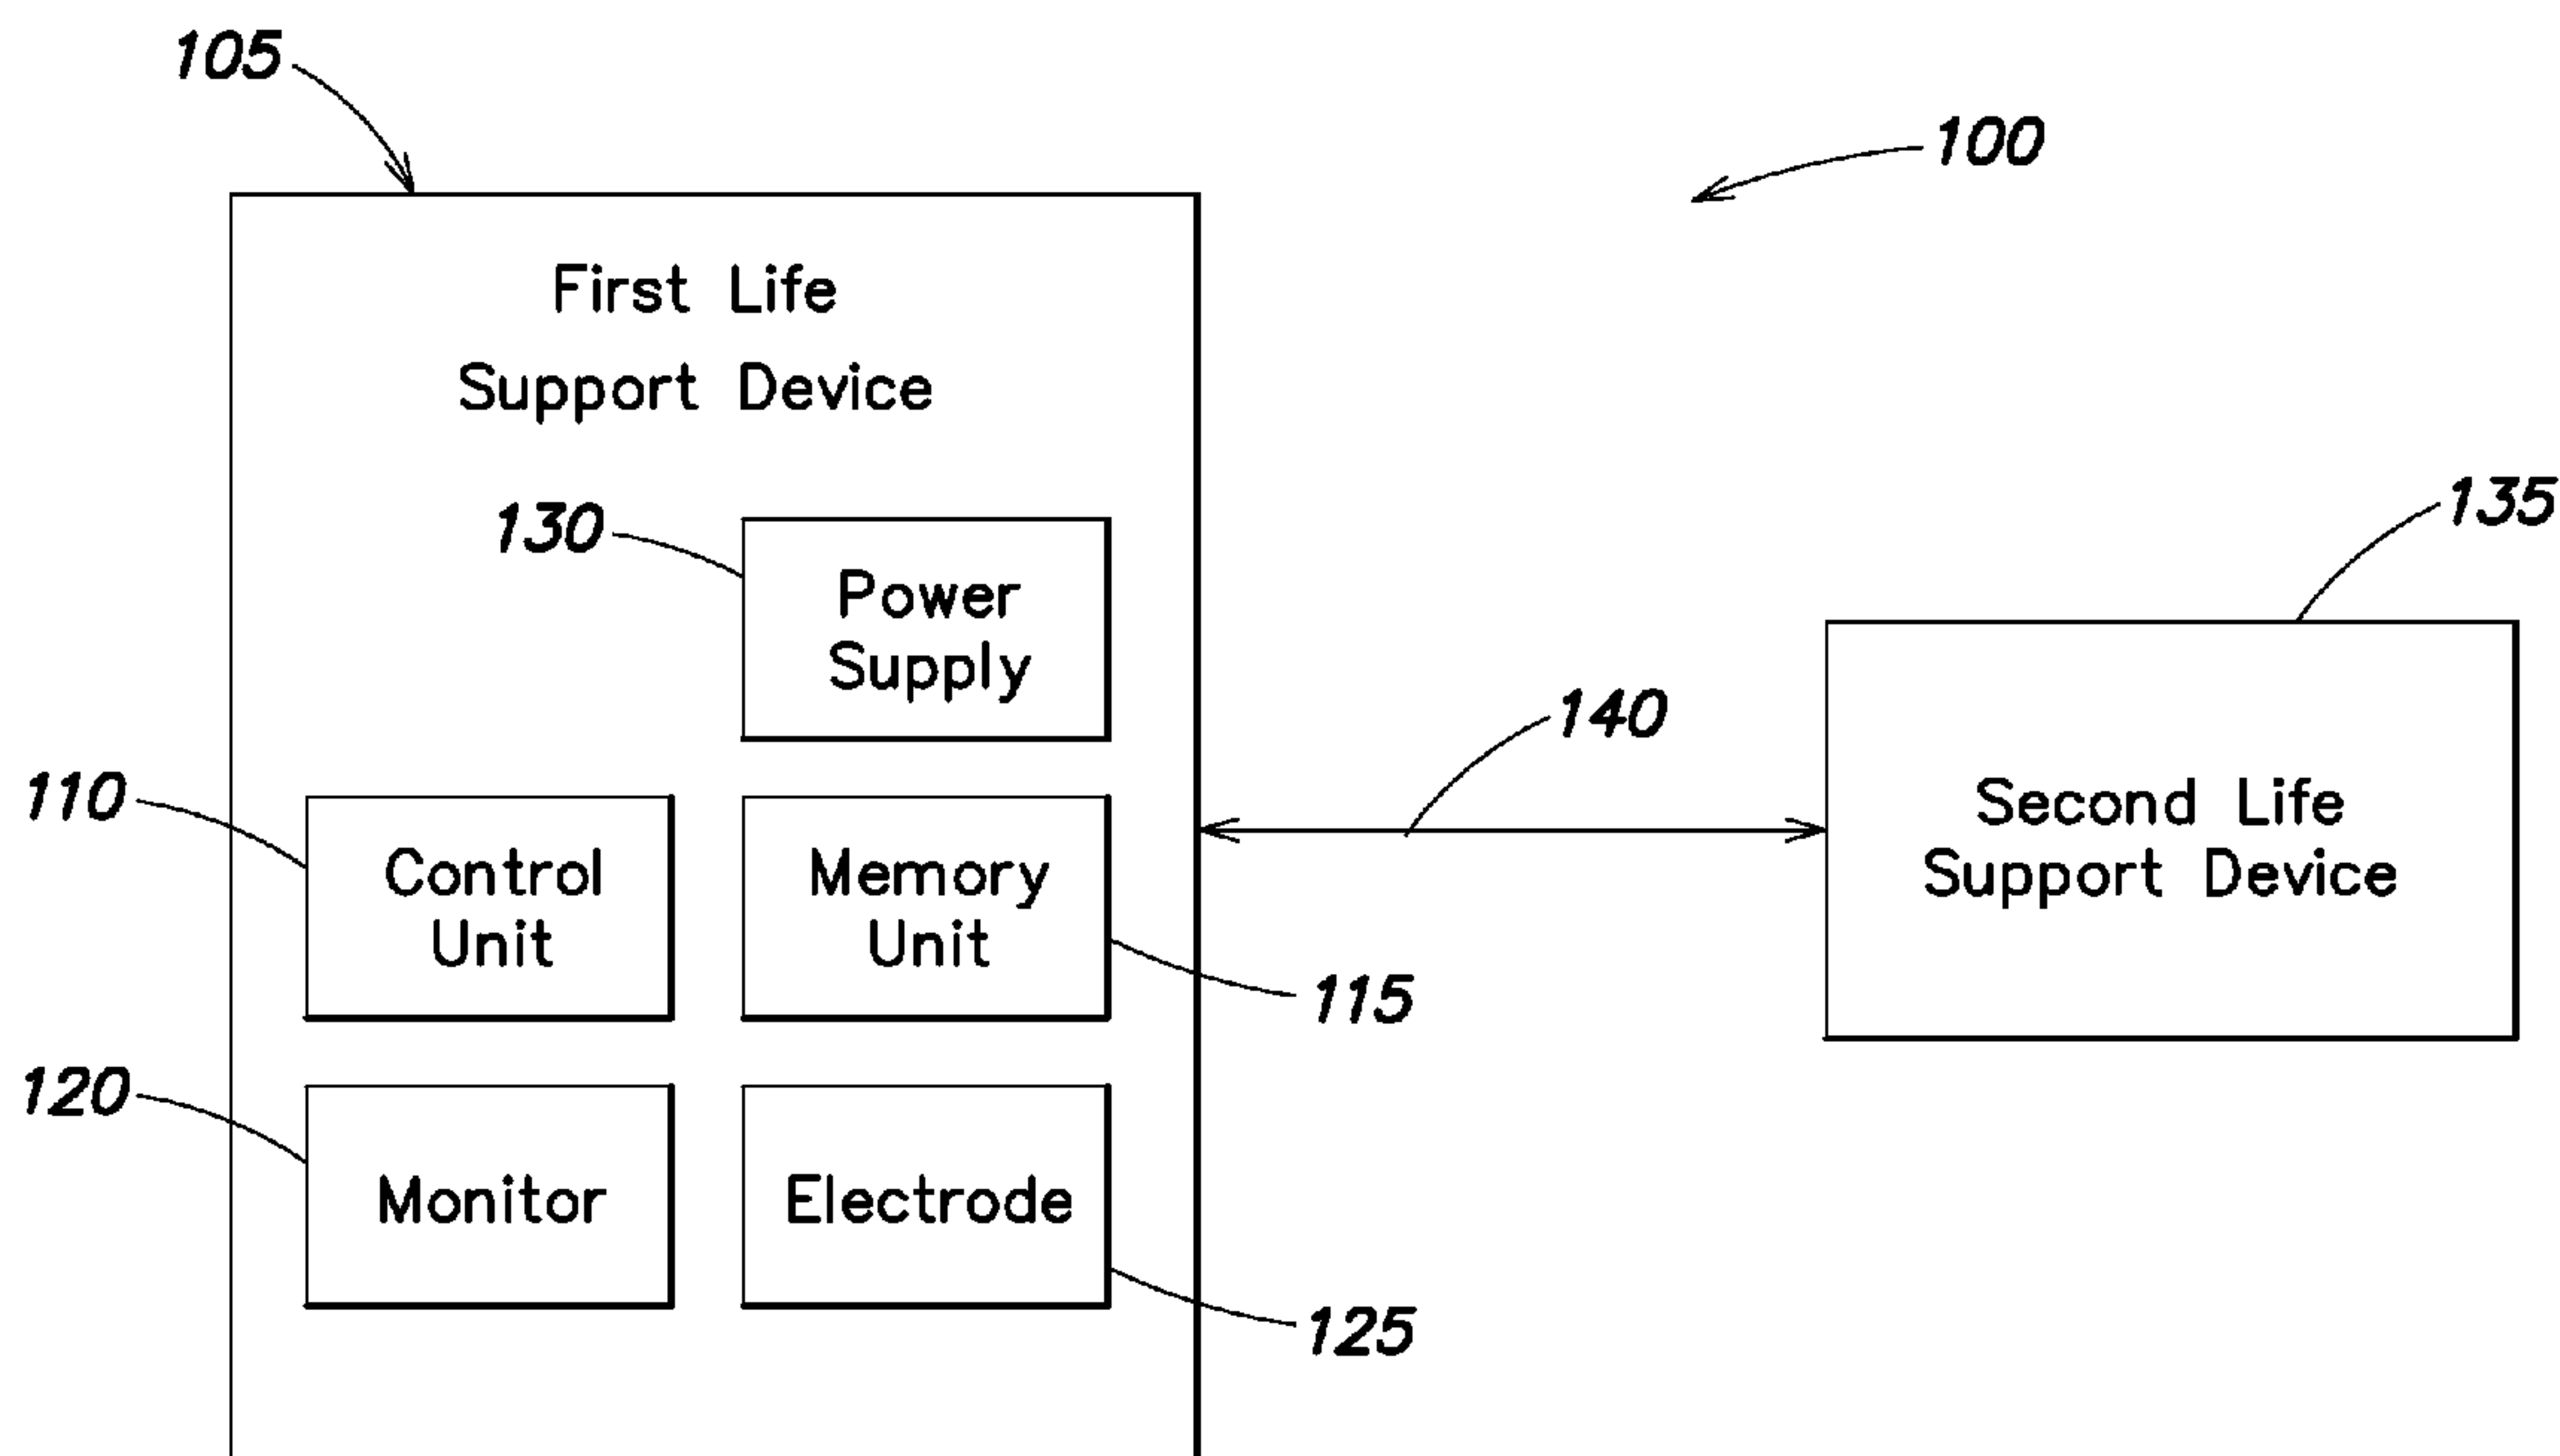 105
100
First Life
Support Device
130
135
Power
Supply
140
110
Control
Unit
Memory
Unit
Second Life
Support Device
115
120
Monitor
Electrode
125